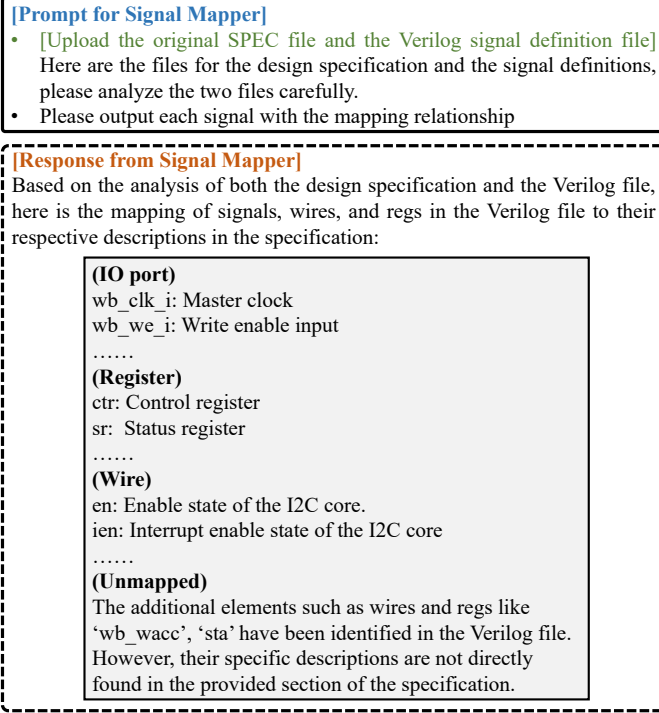 [Prompt for Signal Mapper]
• [Upload the original SPEC file and the Verilog signal definition file]
Here are the files for the design specification and the signal definitions,
please analyze the two files carefully.
• Please output each signal with the mapping relationship
[Response from Signal Mapper]
Based on the analysis of both the design specification and the Verilog file,
here is the mapping of signals, wires, and regs in the Verilog file to their
respective descriptions in the specification:
(IO port)
wb_clk_i: Master clock
wb_we_i: Write enable input
……
(Register)
ctr: Control register
sr: Status register
……
(Wire)
en: Enable state of the I2C core.
ien: Interrupt enable state of the I2C core
……
(Unmapped)
The additional elements such as wires and regs like
‘wb_wacc’, ‘sta’ have been identified in the Verilog file.
However, their specific descriptions are not directly
found in the provided section of the specification.